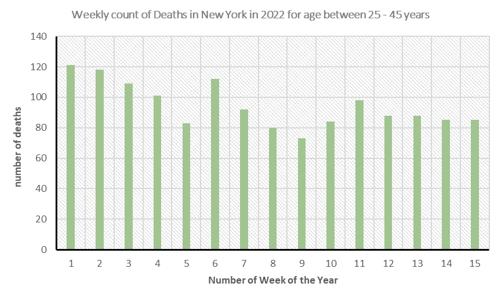 Weekly count of Deaths in New York in 2022 for age between 25 - 45 years
140
120
100
80
60
40
20
0
number of deaths
1 2 3 4 5 6 7 8 9 10 11 12 13 14 15
Number of Week of the Year